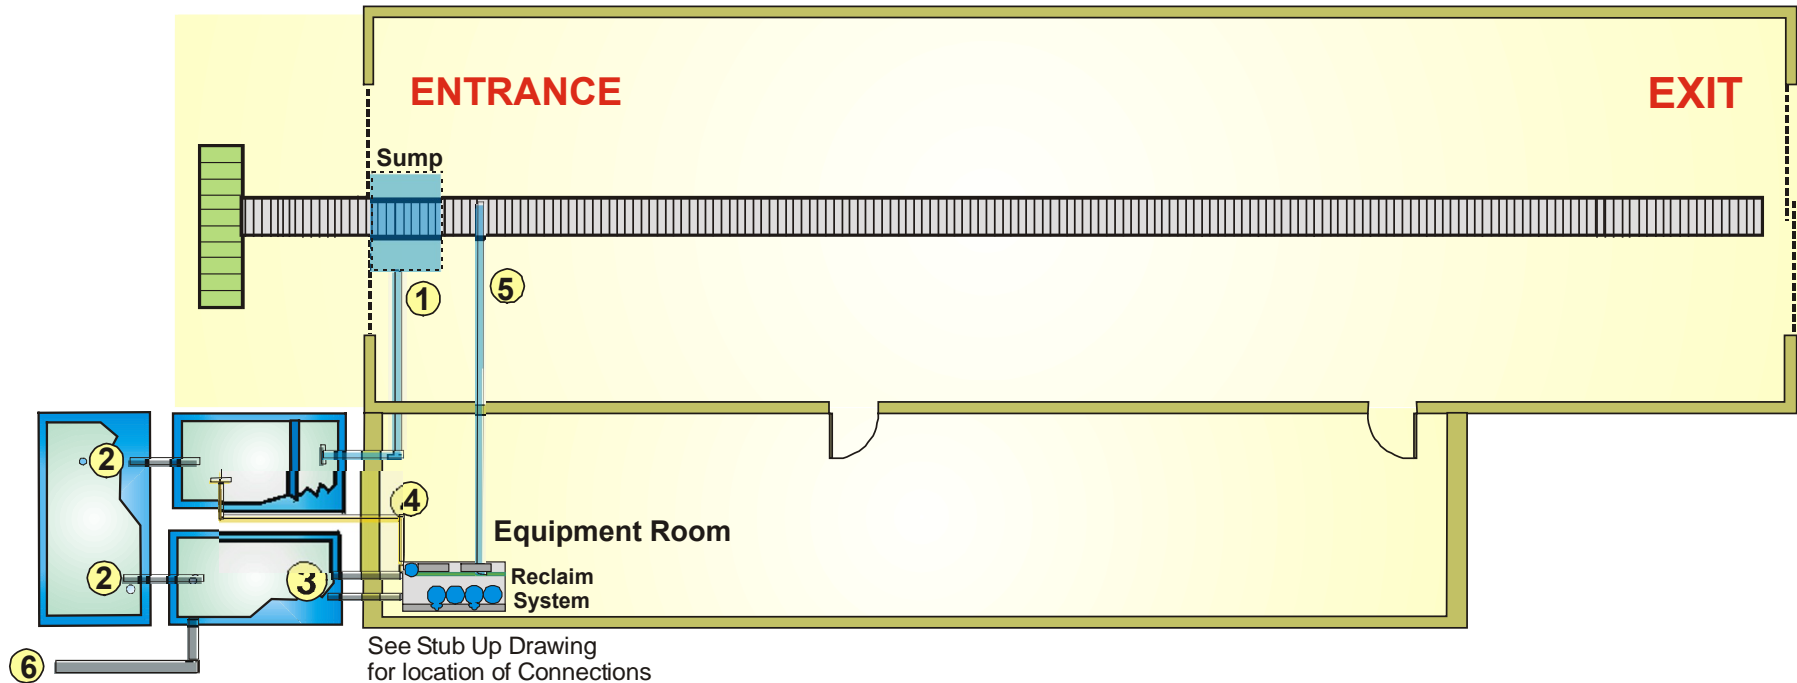 ENTRANCE
EXIT
Sump
1
5
2
4
Equipment Room
2
3
Reclaim
System
See Stub Up Drawing
for location of Connections
6